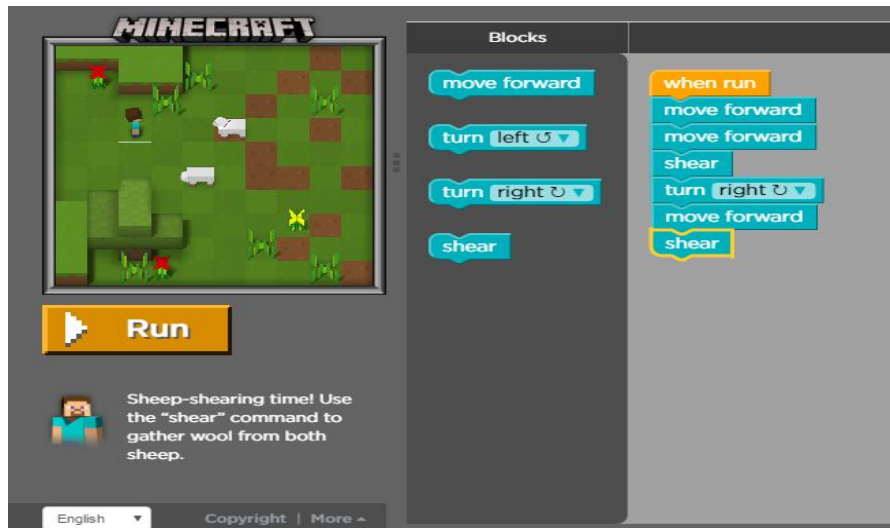 MINECRAFT
Blocks
move forward
turn left ↺ ▼
turn right ↻ ▼
shear
when run
move forward
move forward
shear
turn right ↻ ▼
move forward
shear
Run
Sheep-shearing time! Use
the “shear” command to
gather wool from both
sheep.
English ▼
Copyright | More